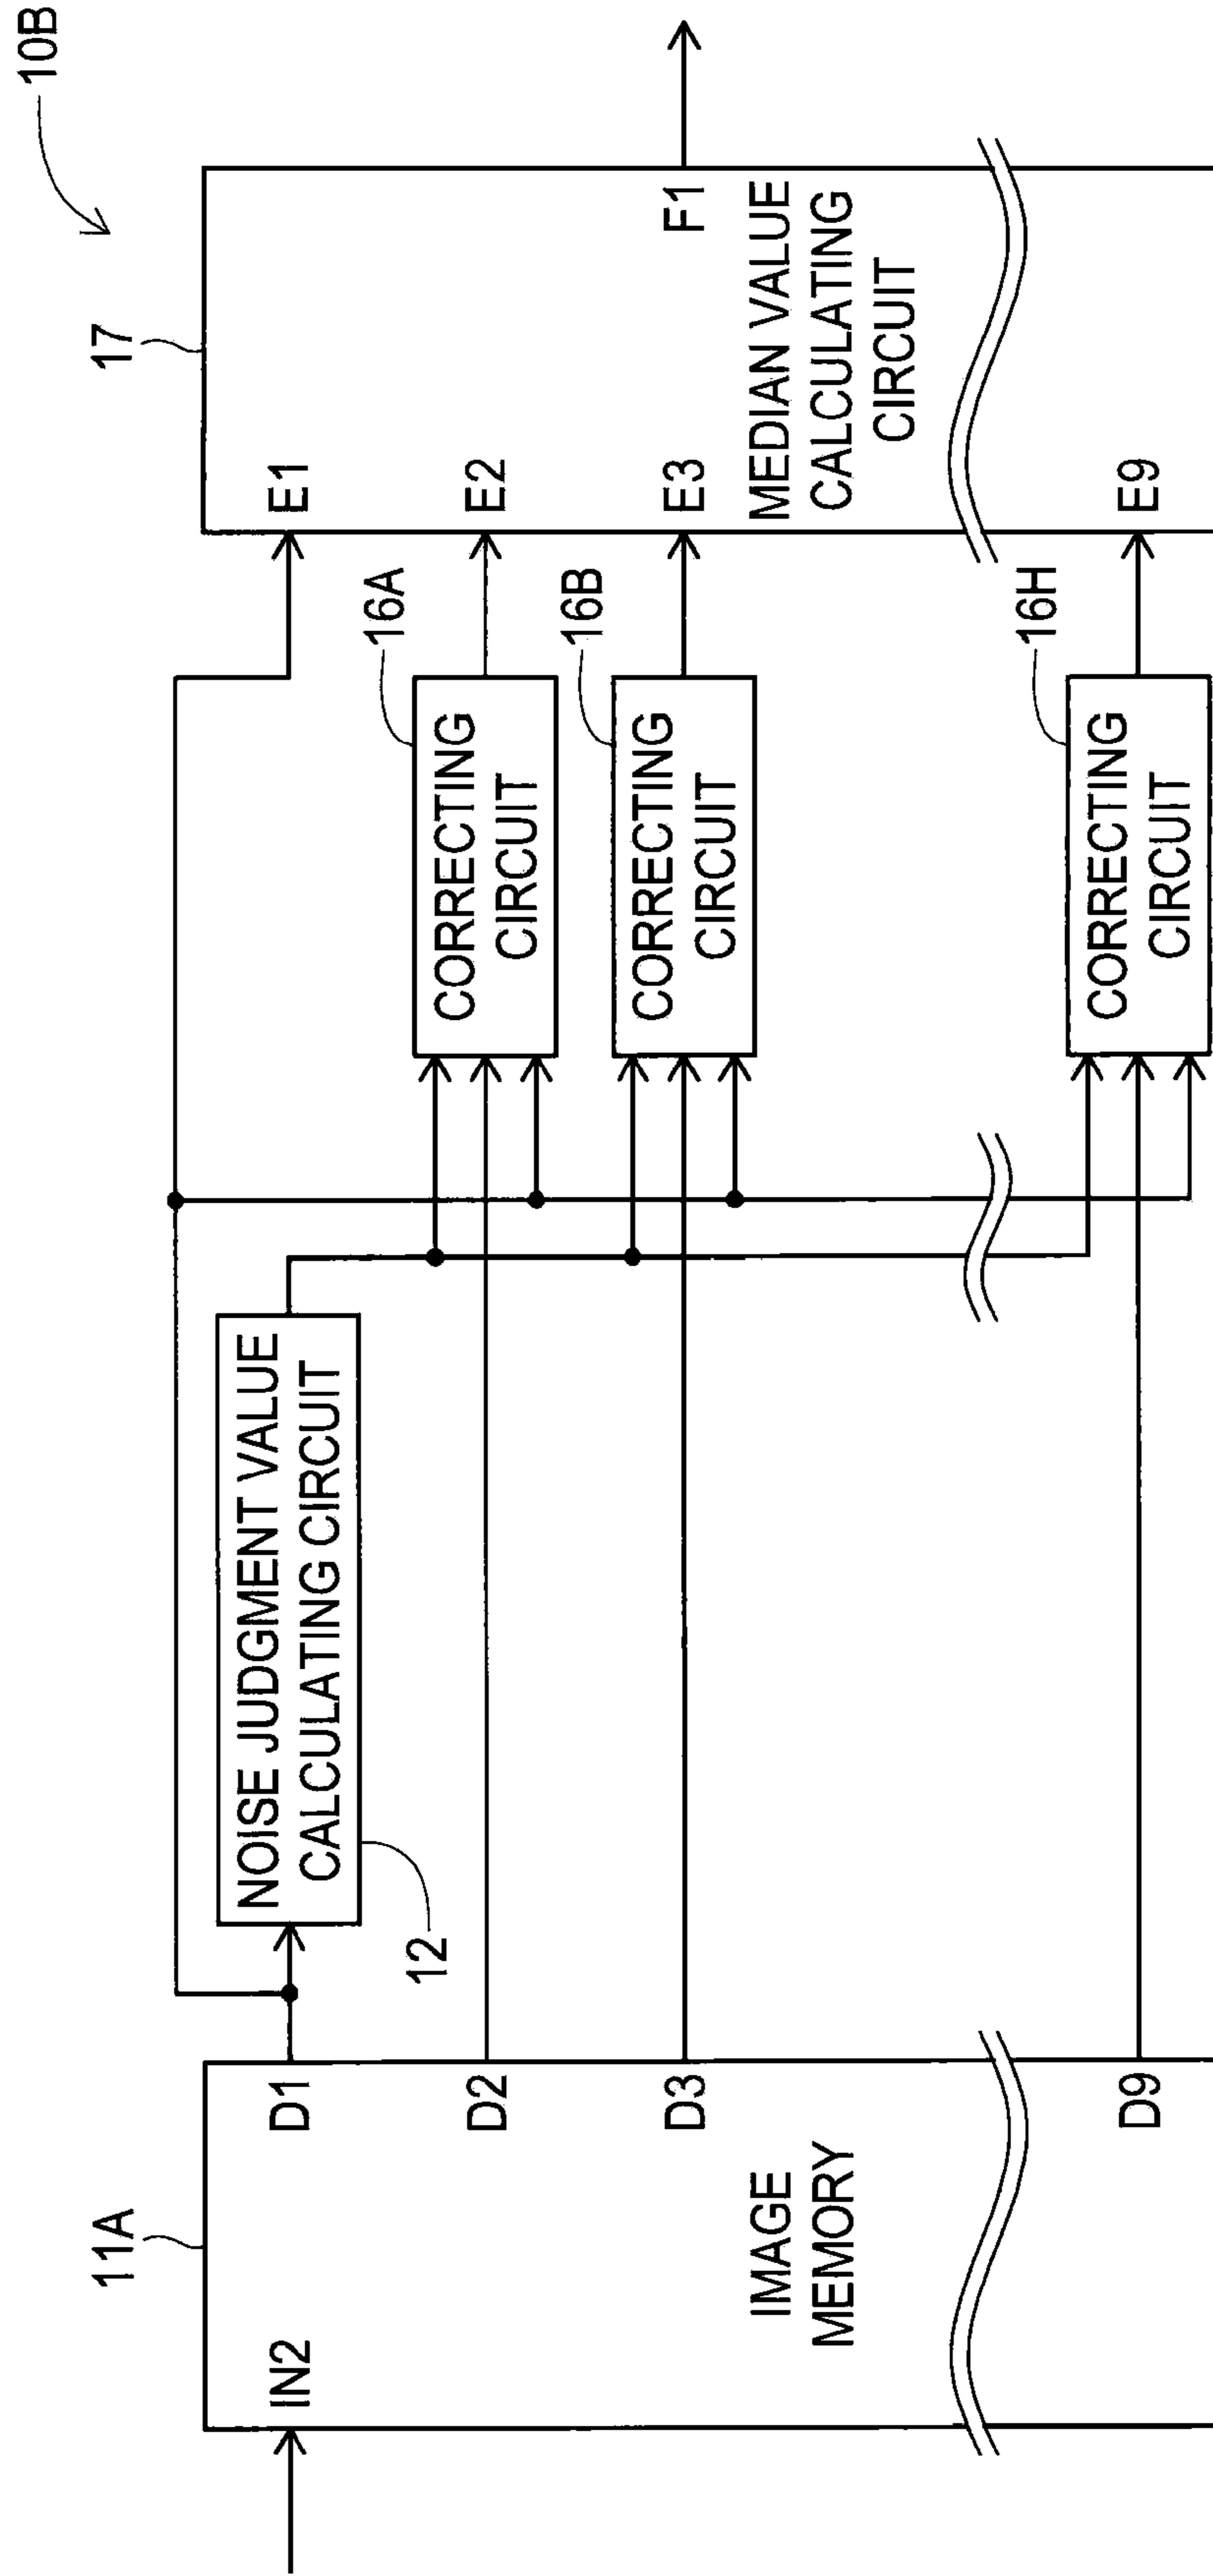 10B
11A
IN2
D1
D2
D3
D9
IMAGE
MEMORY
NOISE JUDGMENT VALUE
CALCULATING CIRCUIT
12
16A
CORRECTING
CIRCUIT
16B
CORRECTING
CIRCUIT
16H
CORRECTING
CIRCUIT
17
E1
E2
E3
E9
F1
MEDIAN VALUE
CALCULATING
CIRCUIT